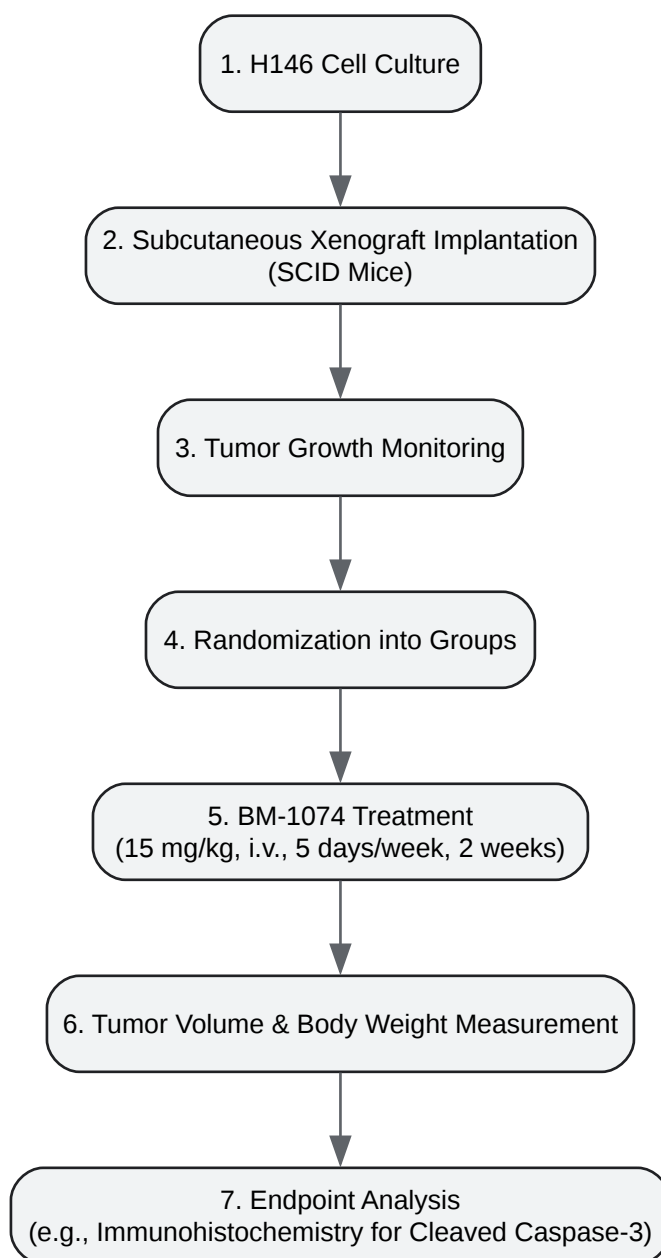 1. H146 Cell Culture
2. Subcutaneous Xenograft Implantation
(SCID Mice)
3. Tumor Growth Monitoring
4. Randomization into Groups
5. BM-1074 Treatment
(15 mg/kg, i.v., 5 days/week, 2 weeks)
6. Tumor Volume & Body Weight Measurement
7. Endpoint Analysis
(e.g., Immunohistochemistry for Cleaved Caspase-3)